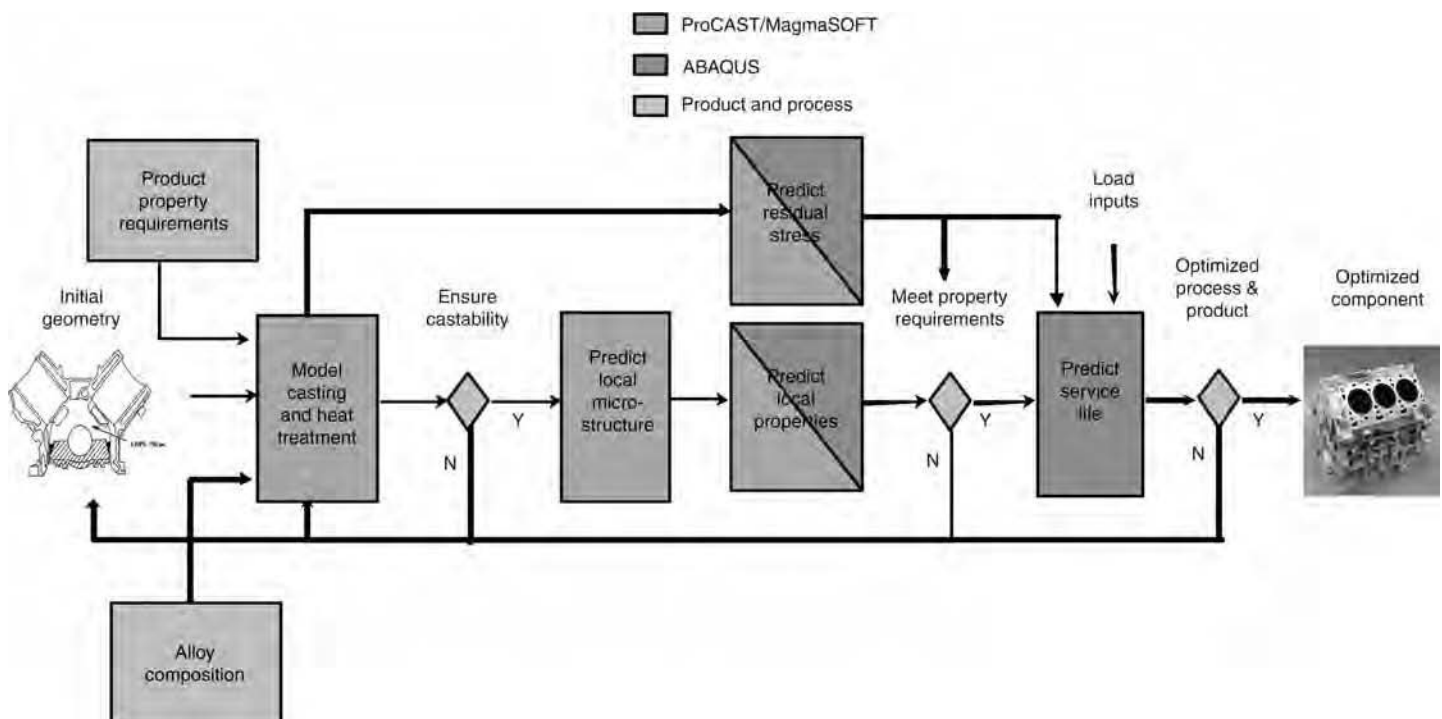 ProCAST/MagmaSOFT
ABAQUS
Product and process
Product
property
requirements
Predict
residual
stress
Load
inputs
Initial
geometry
Ensure
castability
Meet property
requirements
Optimized
process &
product
Optimized
component
Model
casting
and heat
treatment
Predict
local
micro-
structure
Predict
local
properties
Predict
service
life
Y
Y
Y
N
N
N
Alloy
composition